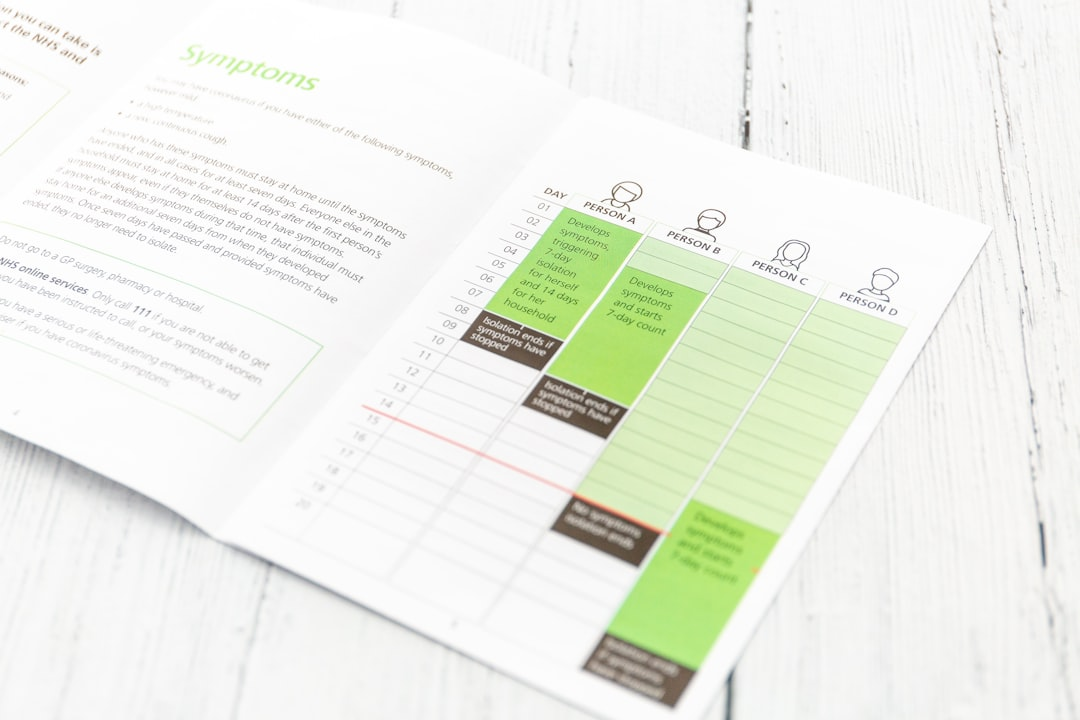 on you can take is
t the NHS and
Symptoms
You may have coronavirus if you have either of the following symptoms,
however mild:
• a high temperature
• a new, continuous cough.
Anyone who has these symptoms must stay at home until the symptoms
have ended, and in all cases for at least seven days. Everyone else in the
household must stay at home for at least 14 days after the first person's
symptoms appear, even if they themselves do not have symptoms.
If anyone else develops symptoms during that time, that individual must
stay home for an additional seven days from when they developed
symptoms. Once seven days have passed and provided symptoms have
ended, they no longer need to isolate.
Do not go to a GP surgery, pharmacy or hospital.
NHS online services. Only call 111 if you are not able to get
you have been instructed to call, or your symptoms worsen.
have a serious or life-threatening emergency, and
if you have coronavirus symptoms.
DAY
PERSON A
PERSON B
PERSON C
PERSON D
01
02
03
04
05
06
07
08
09
10
11
12
13
14
15
16
17
18
19
20
Develops
symptoms,
triggering
7-day
isolation
for herself
and 14 days
for her
household
Isolation ends if
symptoms have
stopped
Develops
symptoms
and starts
7-day count
Isolation ends if
symptoms have
stopped
No symptoms
isolation ends
Develops
symptoms
and starts
7-day count
Isolation ends
if symptoms
have stopped